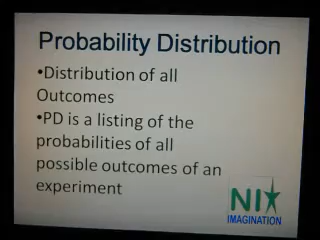 Probability Distribution
•Distribution of all
Outcomes
•PD is a listing of the
probabilities of all
possible outcomes of an
experiment
NI
IMAGINATION